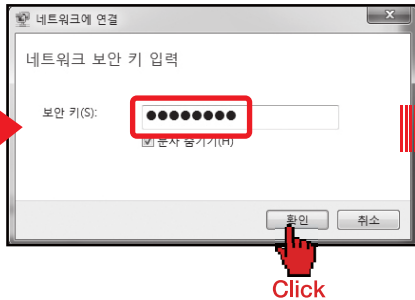 네트워크에 연결
네트워크 보안 키 입력
보안 키(S):
●●●●●●●●
문자 숨기기(H)
확인
취소
Click